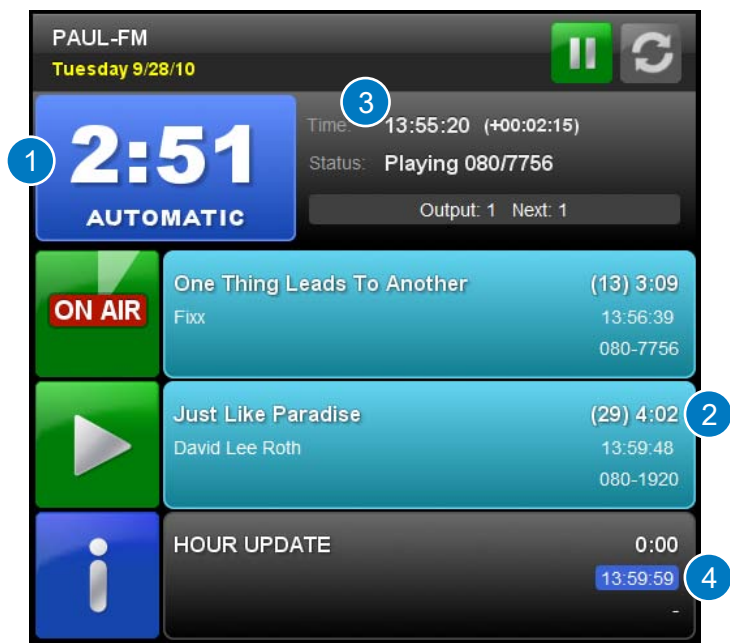 PAUL-FM
Tuesday 9/28/10
3
1
2:51
AUTOMATIC
Time: 13:55:20 (+00:02:15)
Status: Playing 080/7756
Output: 1 Next: 1
ON AIR
One Thing Leads To Another (13) 3:09
Fixx 13:56:39
080-7756
Just Like Paradise (29) 4:02
2
David Lee Roth 13:59:48
080-1920
HOUR UPDATE 0:00
13:59:59
4
-